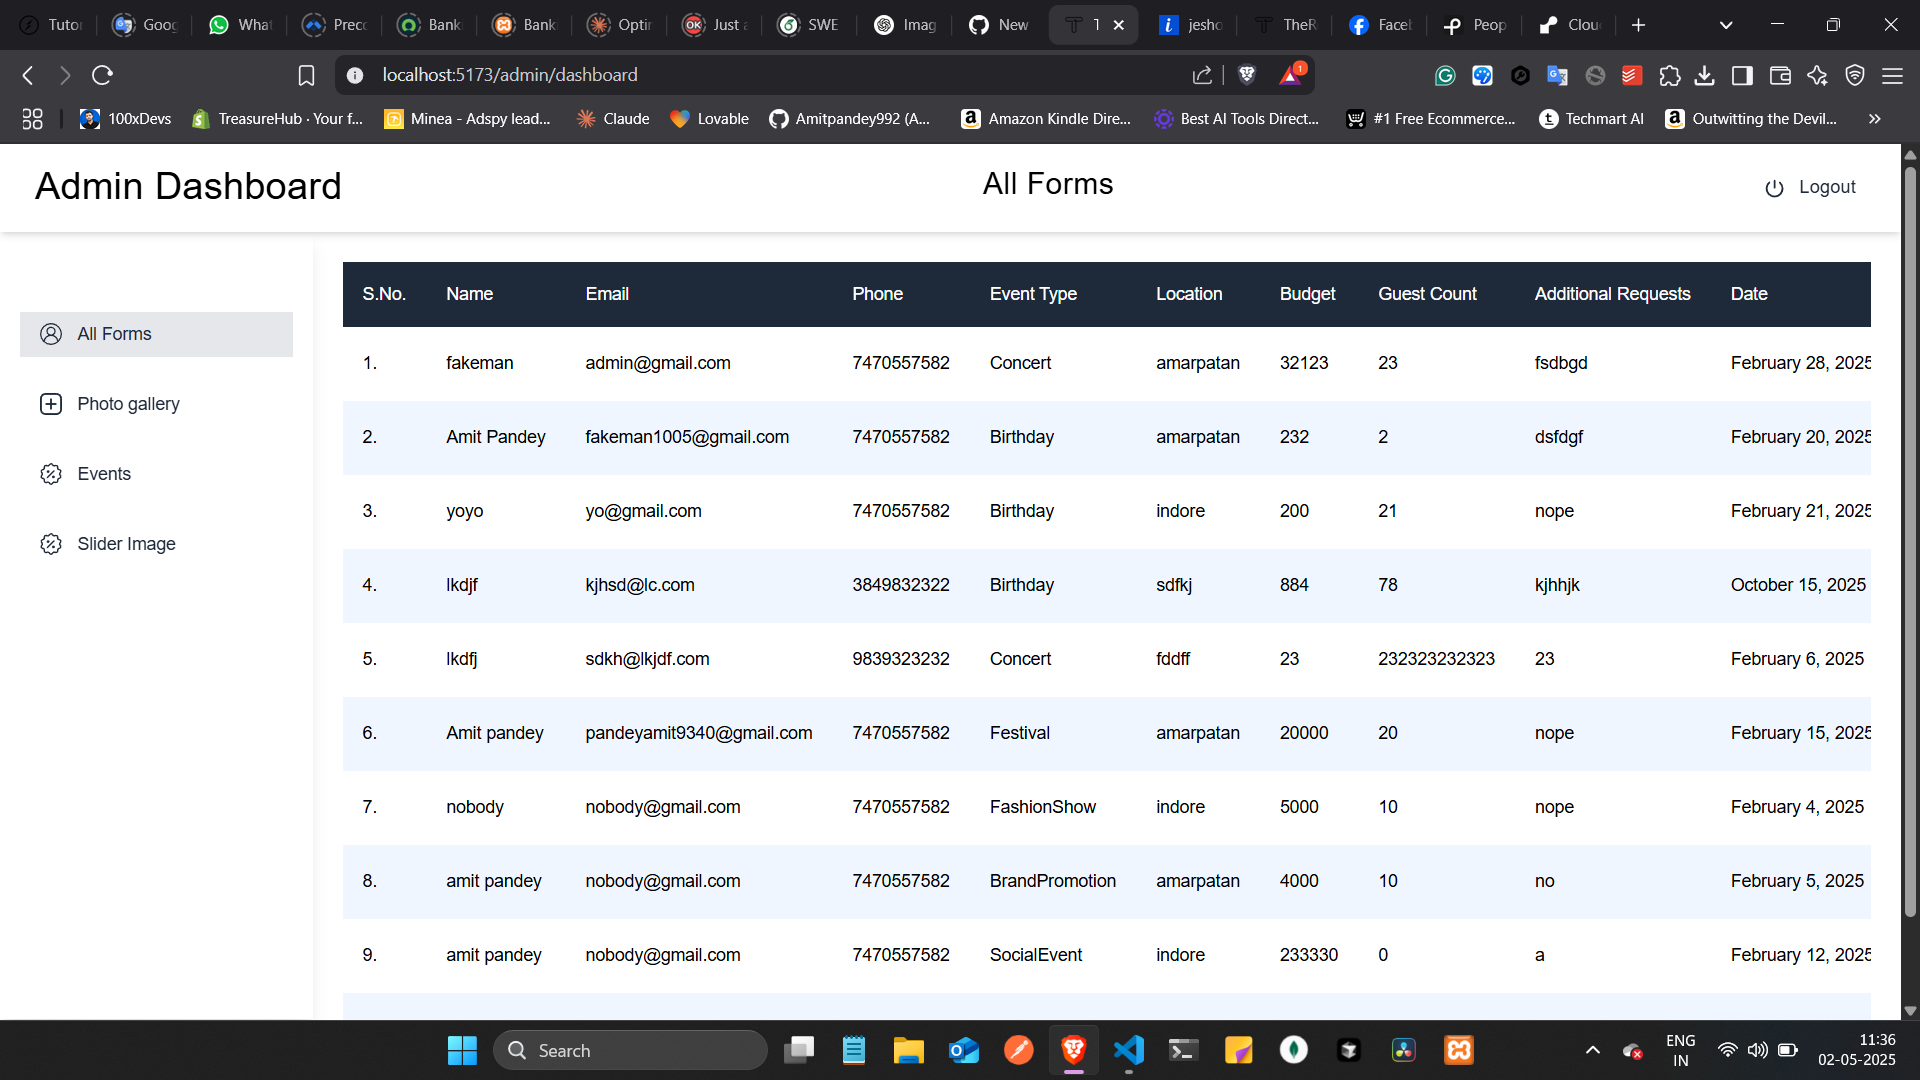 Tutor Goog What Preco Bank Bank Optin Just a SWE Imag New T jesho TheR Faceb Peop Clou
localhost:5173/admin/dashboard 1
100xDevs TreasureHub · Your f... Minea - Adspy lead... Claude Lovable Amitpandey992 (A... Amazon Kindle Dire... Best AI Tools Direct... #1 Free Ecommerce... Techmart AI Outwitting the Devil... »
Admin Dashboard All Forms Logout
All Forms
Photo gallery
Events
Slider Image
S.No. Name Email Phone Event Type Location Budget Guest Count Additional Requests Date
1. fakeman admin@gmail.com 7470557582 Concert amarpatan 32123 23 fsdbgd February 28, 2025
2. Amit Pandey fakeman1005@gmail.com 7470557582 Birthday amarpatan 232 2 dsfdgf February 20, 2025
3. yoyo yo@gmail.com 7470557582 Birthday indore 200 21 nope February 21, 2025
4. lkdjf kjhsd@lc.com 3849832322 Birthday sdfkj 884 78 kjhhjk October 15, 2025
5. lkdfj sdkh@lkjdf.com 9839323232 Concert fddff 23 232323232323 23 February 6, 2025
6. Amit pandey pandeyamit9340@gmail.com 7470557582 Festival amarpatan 20000 20 nope February 15, 2025
7. nobody nobody@gmail.com 7470557582 FashionShow indore 5000 10 nope February 4, 2025
8. amit pandey nobody@gmail.com 7470557582 BrandPromotion amarpatan 4000 10 no February 5, 2025
9. amit pandey nobody@gmail.com 7470557582 SocialEvent indore 233330 0 a February 12, 2025
Search ENG 11:36
IN 02-05-2025